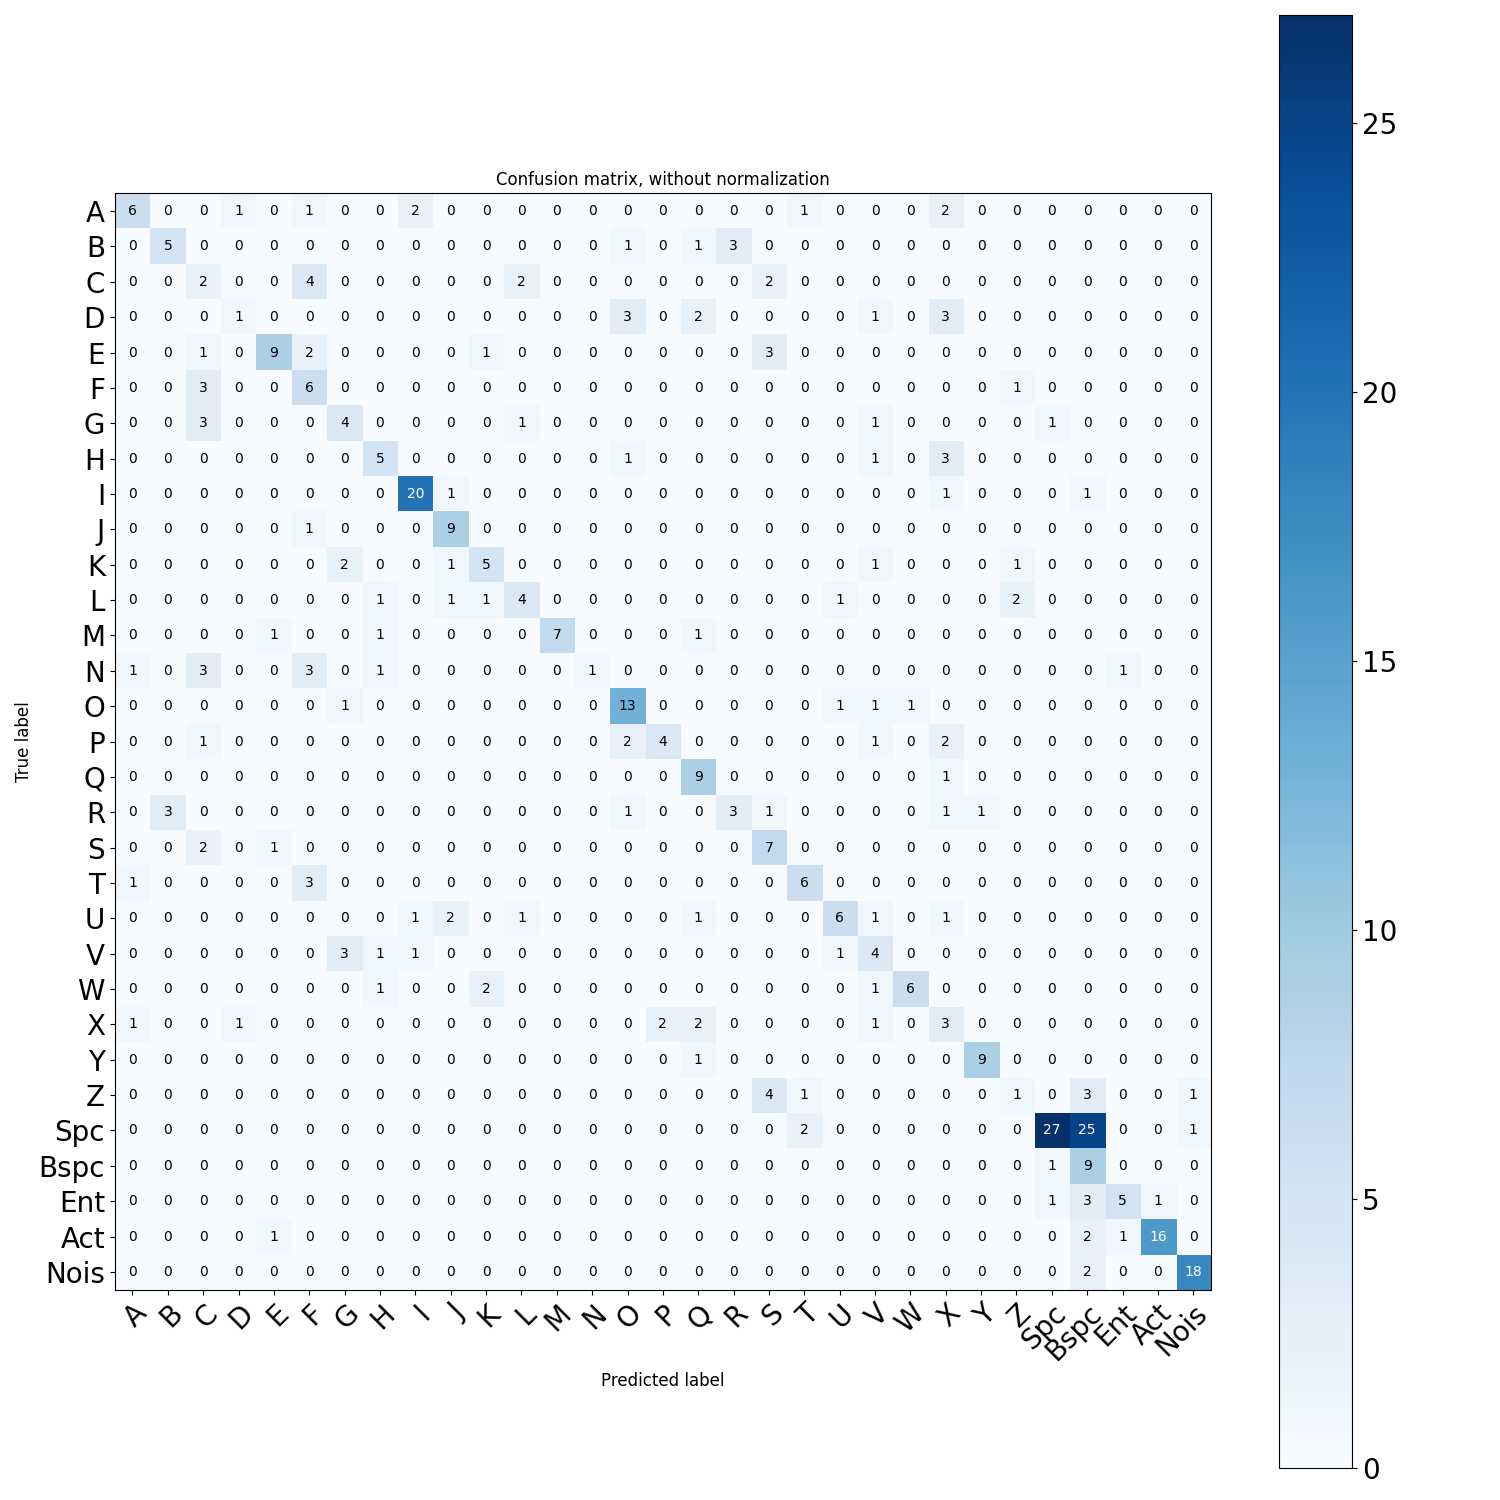 Confusion matrix, without normalization
A 6 0 0 1 0 1 0 0 2 0 0 0 0 0 0 0 0 0 0 1 0 0 0 2 0 0 0 0 0 0 0
B 0 5 0 0 0 0 0 0 0 0 0 0 0 0 1 0 1 3 0 0 0 0 0 0 0 0 0 0 0 0 0
C 0 0 2 0 0 4 0 0 0 0 0 2 0 0 0 0 0 0 2 0 0 0 0 0 0 0 0 0 0 0 0
D 0 0 0 1 0 0 0 0 0 0 0 0 0 0 3 0 2 0 0 0 0 1 0 3 0 0 0 0 0 0 0
E 0 0 1 0 9 2 0 0 0 0 1 0 0 0 0 0 0 0 3 0 0 0 0 0 0 0 0 0 0 0 0
F 0 0 3 0 0 6 0 0 0 0 0 0 0 0 0 0 0 0 0 0 0 0 0 0 0 1 0 0 0 0 0
G 0 0 3 0 0 0 4 0 0 0 0 1 0 0 0 0 0 0 0 0 0 1 0 0 0 0 1 0 0 0 0
H 0 0 0 0 0 0 0 5 0 0 0 0 0 0 1 0 0 0 0 0 0 1 0 3 0 0 0 0 0 0 0
I 0 0 0 0 0 0 0 0 20 1 0 0 0 0 0 0 0 0 0 0 0 0 0 1 0 0 0 1 0 0 0
J 0 0 0 0 0 1 0 0 0 9 0 0 0 0 0 0 0 0 0 0 0 0 0 0 0 0 0 0 0 0 0
K 0 0 0 0 0 0 2 0 0 1 5 0 0 0 0 0 0 0 0 0 0 1 0 0 0 1 0 0 0 0 0
L 0 0 0 0 0 0 0 1 0 1 1 4 0 0 0 0 0 0 0 0 1 0 0 0 0 2 0 0 0 0 0
M 0 0 0 0 1 0 0 1 0 0 0 0 7 0 0 0 1 0 0 0 0 0 0 0 0 0 0 0 0 0 0
N 1 0 3 0 0 3 0 1 0 0 0 0 0 1 0 0 0 0 0 0 0 0 0 0 0 0 0 0 1 0 0
O 0 0 0 0 0 0 1 0 0 0 0 0 0 0 13 0 0 0 0 0 1 1 1 0 0 0 0 0 0 0 0
P 0 0 1 0 0 0 0 0 0 0 0 0 0 0 2 4 0 0 0 0 0 1 0 2 0 0 0 0 0 0 0
Q 0 0 0 0 0 0 0 0 0 0 0 0 0 0 0 0 9 0 0 0 0 0 0 1 0 0 0 0 0 0 0
R 0 3 0 0 0 0 0 0 0 0 0 0 0 0 1 0 0 3 1 0 0 0 0 1 1 0 0 0 0 0 0
S 0 0 2 0 1 0 0 0 0 0 0 0 0 0 0 0 0 0 7 0 0 0 0 0 0 0 0 0 0 0 0
T 1 0 0 0 0 3 0 0 0 0 0 0 0 0 0 0 0 0 0 6 0 0 0 0 0 0 0 0 0 0 0
U 0 0 0 0 0 0 0 0 1 2 0 1 0 0 0 0 1 0 0 0 6 1 0 1 0 0 0 0 0 0 0
V 0 0 0 0 0 0 3 1 1 0 0 0 0 0 0 0 0 0 0 0 1 4 0 0 0 0 0 0 0 0 0
W 0 0 0 0 0 0 0 1 0 0 2 0 0 0 0 0 0 0 0 0 0 1 6 0 0 0 0 0 0 0 0
X 1 0 0 1 0 0 0 0 0 0 0 0 0 0 0 2 2 0 0 0 0 1 0 3 0 0 0 0 0 0 0
Y 0 0 0 0 0 0 0 0 0 0 0 0 0 0 0 0 1 0 0 0 0 0 0 0 9 0 0 0 0 0 0
Z 0 0 0 0 0 0 0 0 0 0 0 0 0 0 0 0 0 0 4 1 0 0 0 0 0 1 0 3 0 0 1
Spc 0 0 0 0 0 0 0 0 0 0 0 0 0 0 0 0 0 0 0 2 0 0 0 0 0 0 27 25 0 0 1
Bspc 0 0 0 0 0 0 0 0 0 0 0 0 0 0 0 0 0 0 0 0 0 0 0 0 0 0 1 9 0 0 0
Ent 0 0 0 0 0 0 0 0 0 0 0 0 0 0 0 0 0 0 0 0 0 0 0 0 0 0 1 3 5 1 0
Act 0 0 0 0 1 0 0 0 0 0 0 0 0 0 0 0 0 0 0 0 0 0 0 0 0 0 0 2 1 16 0
Nois 0 0 0 0 0 0 0 0 0 0 0 0 0 0 0 0 0 0 0 0 0 0 0 0 0 0 0 2 0 0 18
A B C D E F G H I J K L M N O P Q R S T U V W X Y Z Spc Bspc Ent Act Nois
Predicted label
True label
25
20
15
10
5
0